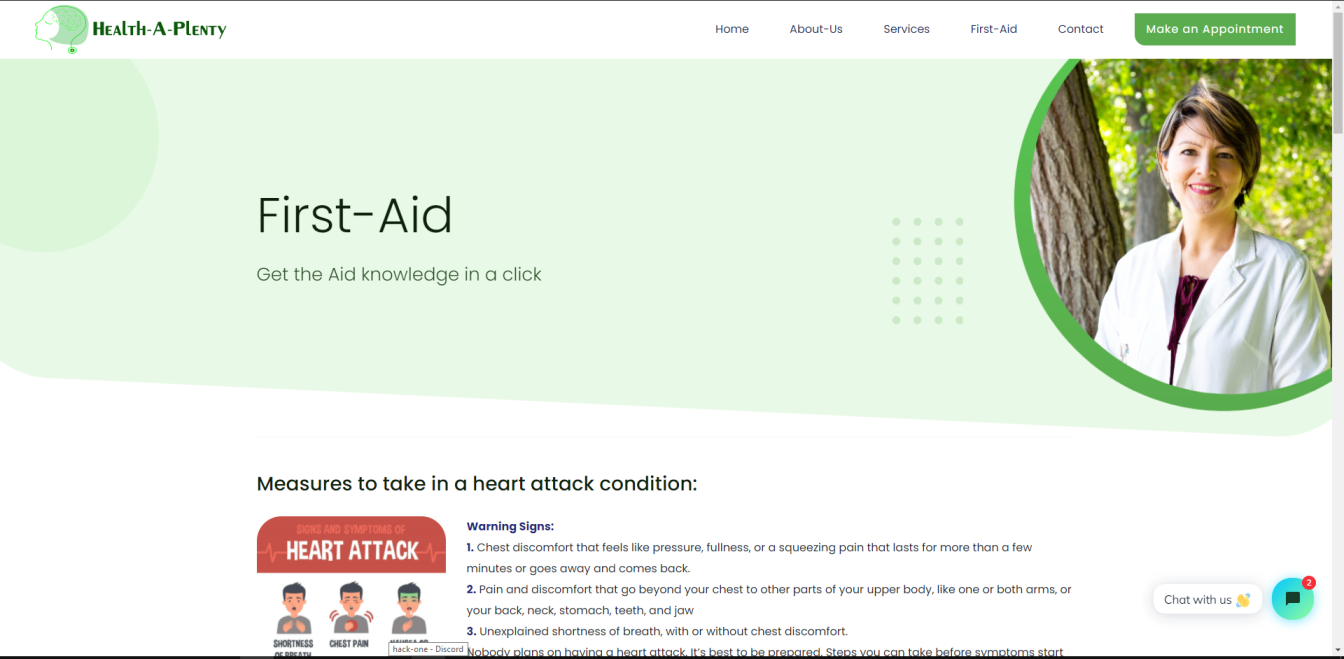 HEALTH-A-PLENTY
Home
About-Us
Services
First-Aid
Contact
Make an Appointment
First-Aid
Get the Aid knowledge in a click
Measures to take in a heart attack condition:
SIGNS AND SYMPTOMS OF
HEART ATTACK
SHORTNESS
OF BREATH
CHEST PAIN
Warning Signs:
1. Chest discomfort that feels like pressure, fullness, or a squeezing pain that lasts for more than a few
minutes or goes away and comes back.
2. Pain and discomfort that go beyond your chest to other parts of your upper body, like one or both arms, or
your back, neck, stomach, teeth, and jaw
3. Unexplained shortness of breath, with or without chest discomfort.
Nobody plans on having a heart attack. It's best to be prepared. Steps you can take before symptoms start
hack-one - Discord
Chat with us 👋
2